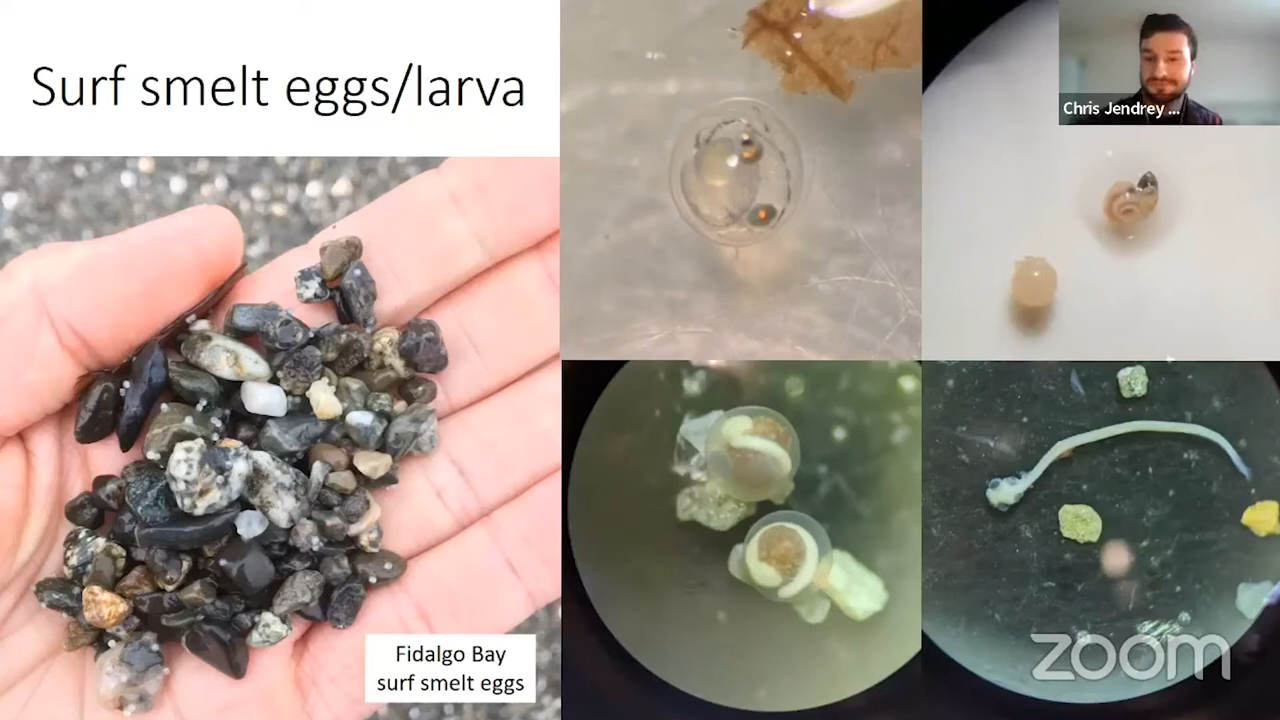 Surf smelt eggs/larva
Chris Jendrey ...
Fidalgo Bay
surf smelt eggs
zoom